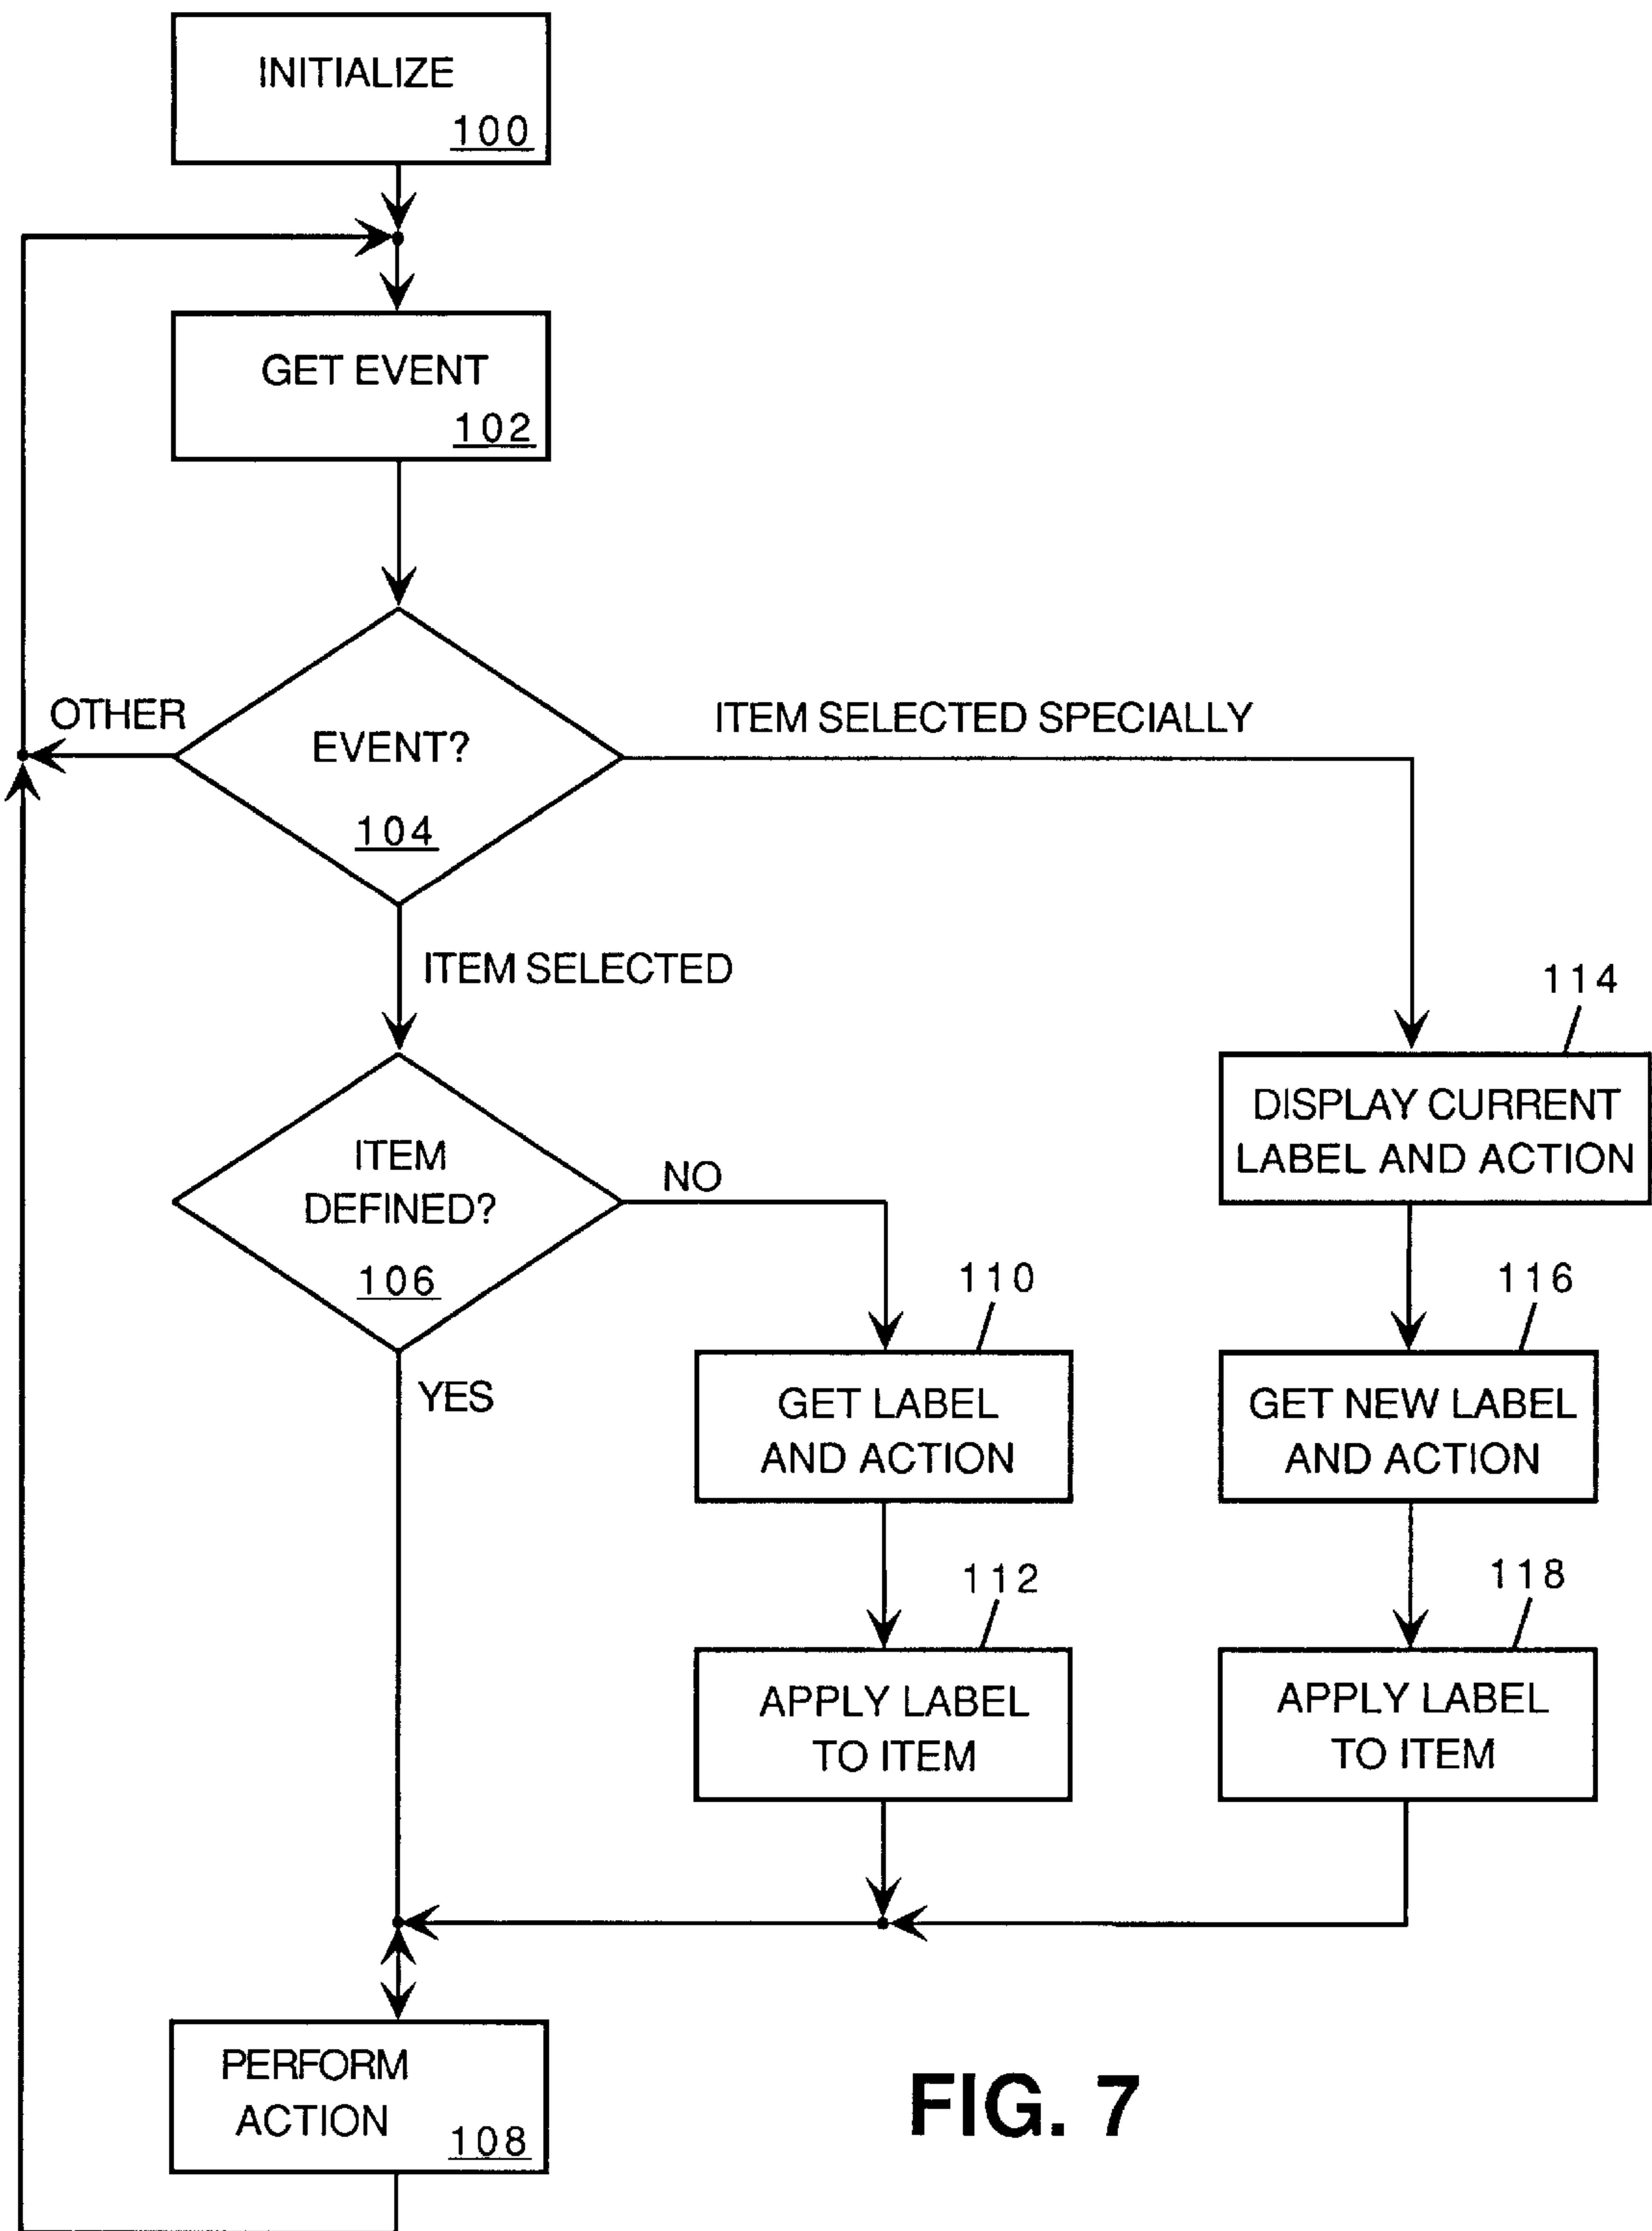 INITIALIZE
100
GET EVENT
102
OTHER
EVENT?
104
ITEM SELECTED SPECIALLY
ITEM SELECTED
114
DISPLAY CURRENT
LABEL AND ACTION
ITEM
DEFINED?
106
NO
YES
110
GET LABEL
AND ACTION
116
GET NEW LABEL
AND ACTION
112
APPLY LABEL
TO ITEM
118
APPLY LABEL
TO ITEM
PERFORM
ACTION
108
FIG. 7